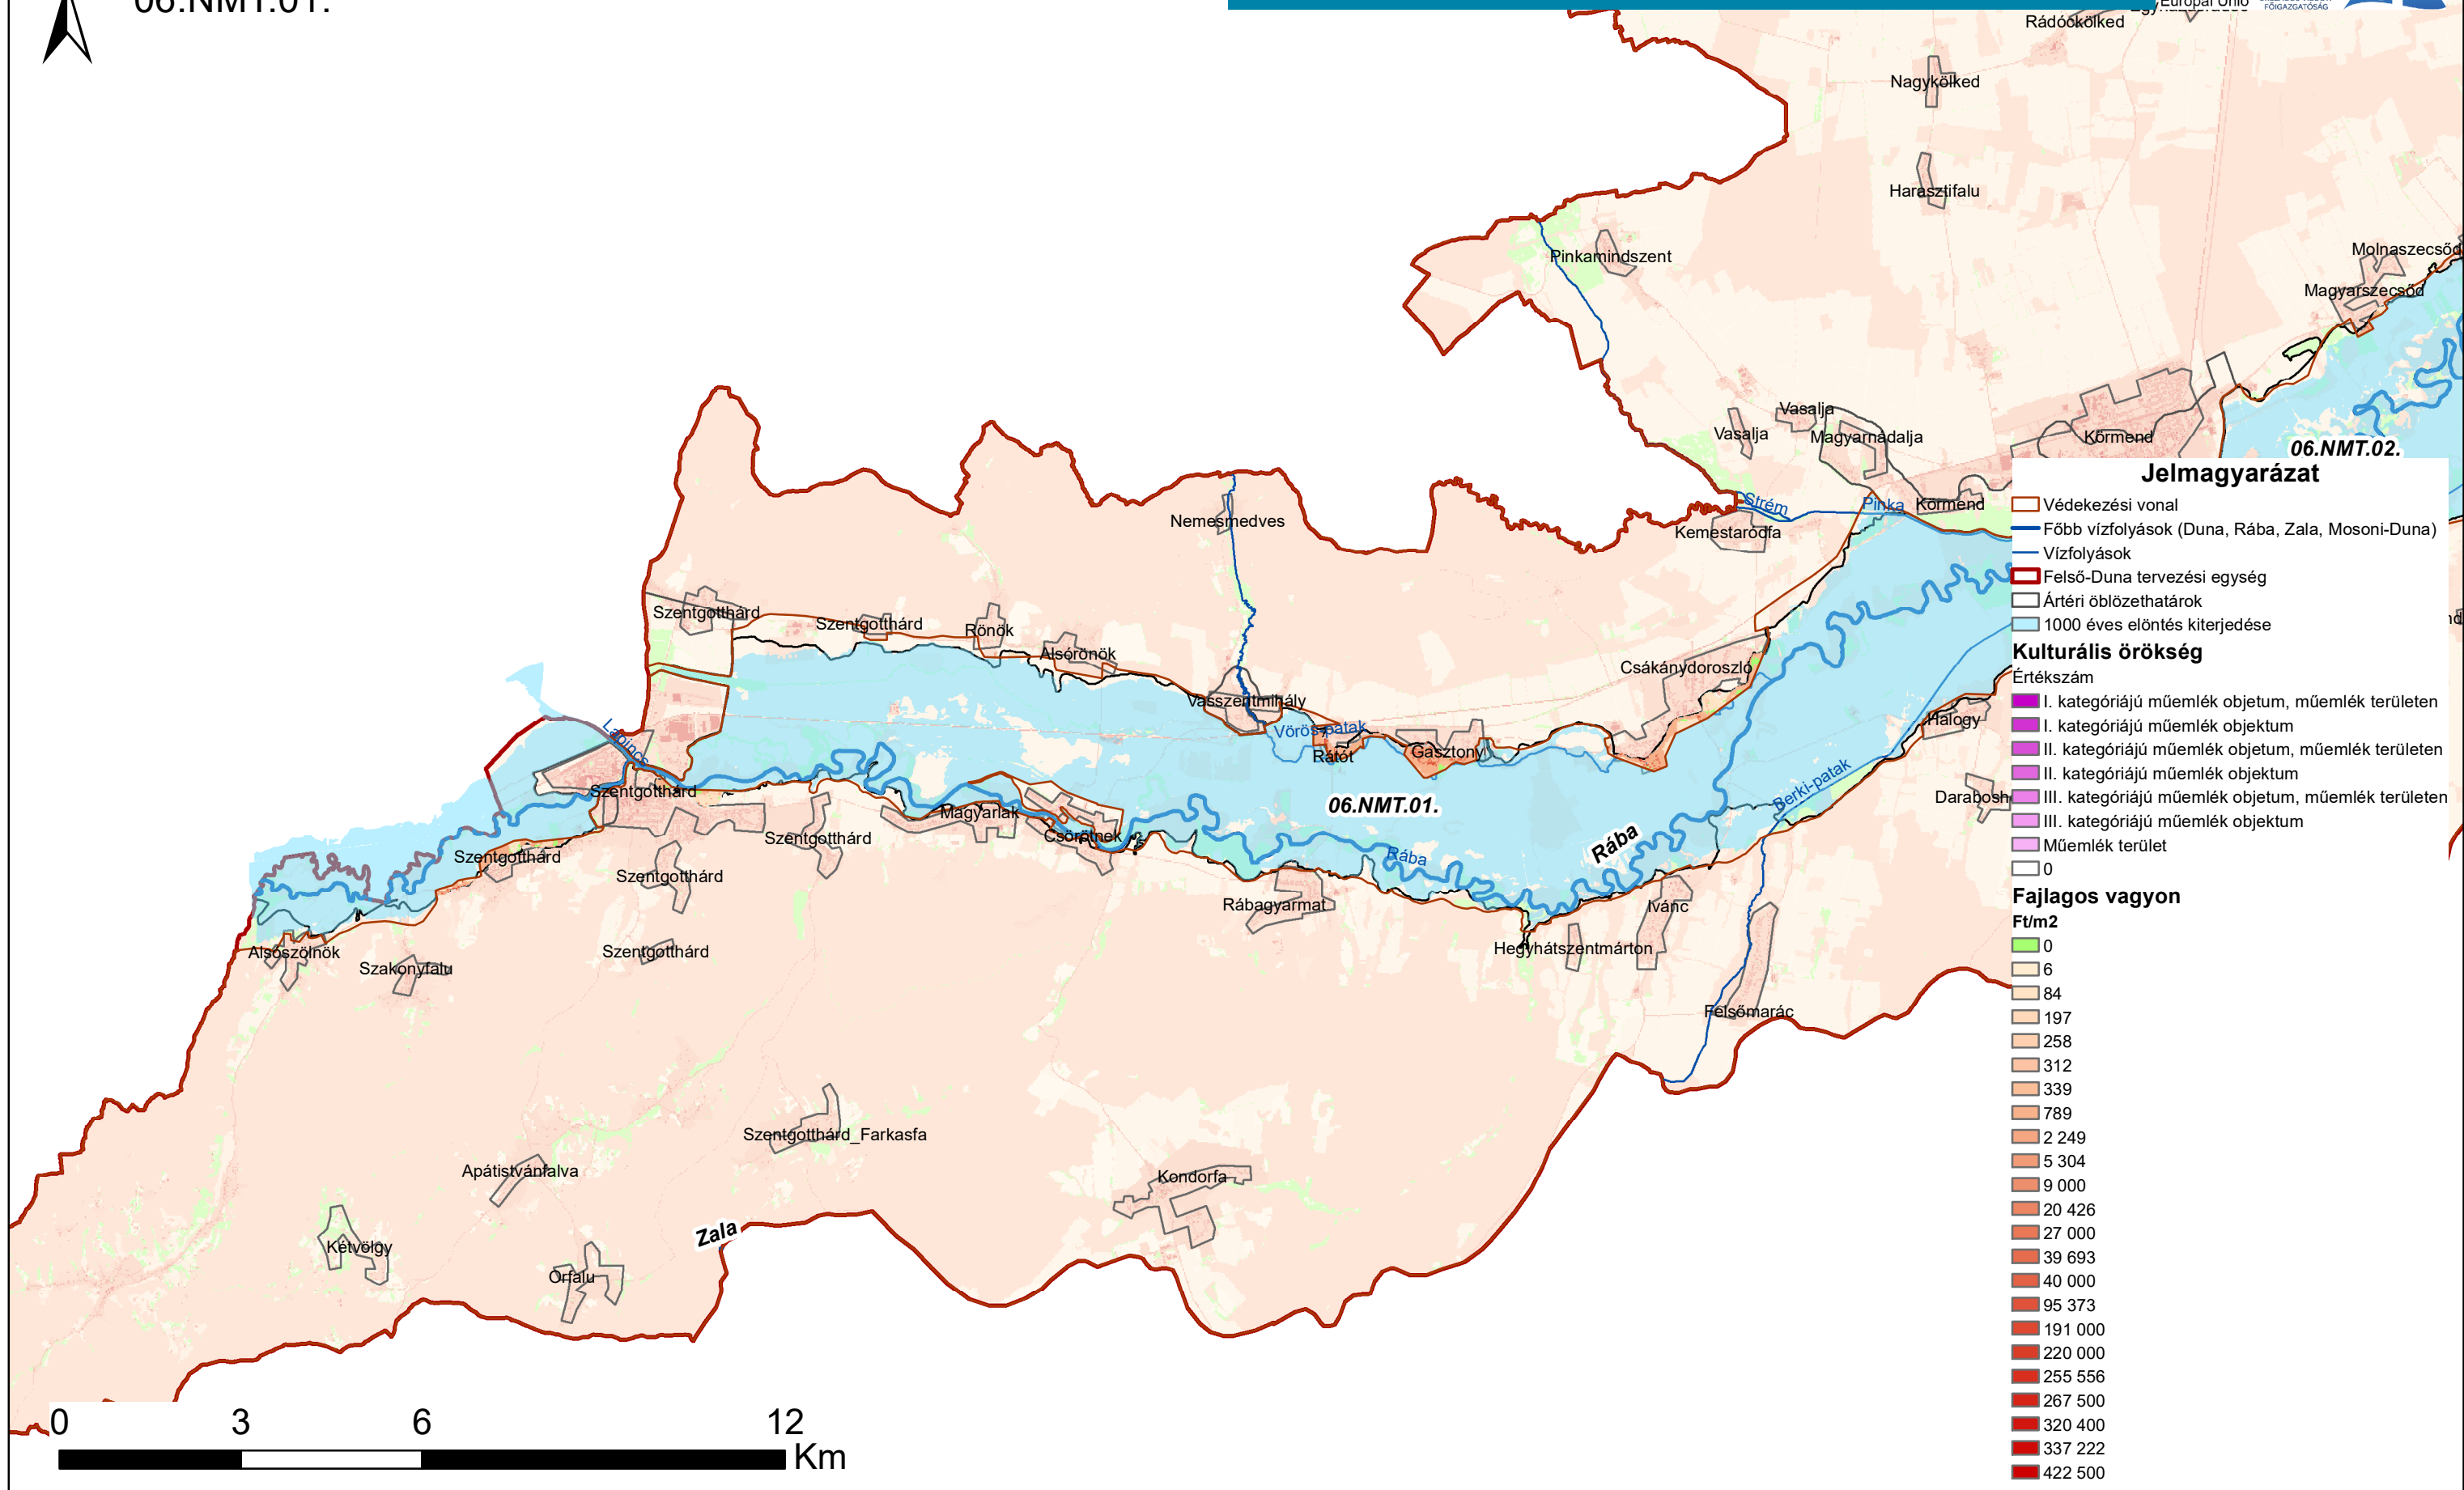 06.NMT.01.
Európai Unió
FŐIGAZGATÓSÁG
Rádóckölked
Nagykölked
Harasztifalu
Pinkamindszent
Molnaszecsőd
Magyarszecsőd
Vasalja
Vasalja
Magyarnádalja
Körmend
06.NMT.02.
Strém
Pinka
Körmend
Nemesmedves
Kemestaródfa
Szentgotthárd
Szentgotthárd
Rönök
Alsórönök
Csákánydoroszló
Vasszentmihály
Vörös-patak
Rátót
Gasztony
Halogy
Lapincs
Szentgotthárd
06.NMT.01.
Berki-patak
Magyarlak
Csörötnek
Szentgotthárd
Rába
Rába
Szentgotthárd
Szentgotthárd
Rábagyarmat
Ivánc
Hegyhátszentmárton
Alsószölnök
Szakonyfalu
Szentgotthárd
Felsőmarác
Szentgotthárd_Farkasfa
Apátistvánfalva
Kondorfa
Zala
Kétvölgy
Orfalu
0 3 6 12
Km
Jelmagyarázat
Védekezési vonal
Főbb vízfolyások (Duna, Rába, Zala, Mosoni-Duna)
Vízfolyások
Felső-Duna tervezési egység
Ártéri öblözethatárok
1000 éves elöntés kiterjedése
Kulturális örökség
Értékszám
I. kategóriájú műemlék objetum, műemlék területen
I. kategóriájú műemlék objektum
II. kategóriájú műemlék objetum, műemlék területen
II. kategóriájú műemlék objektum
III. kategóriájú műemlék objetum, műemlék területen
III. kategóriájú műemlék objektum
Műemlék terület
0
Fajlagos vagyon
Ft/m2
0
6
84
197
258
312
339
789
2 249
5 304
9 000
20 426
27 000
39 693
40 000
95 373
191 000
220 000
255 556
267 500
320 400
337 222
422 500